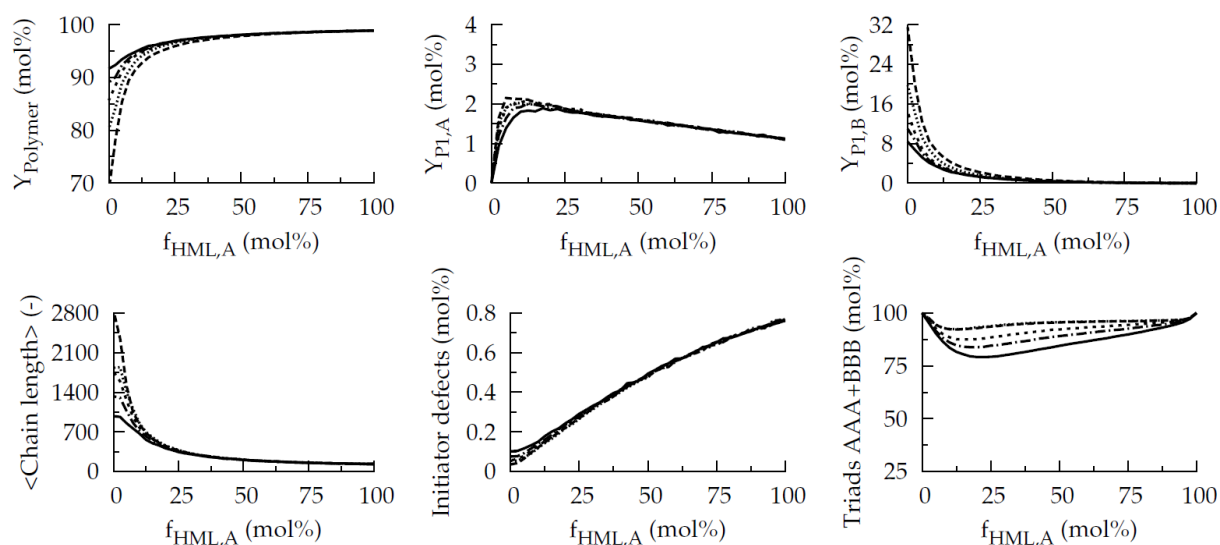 Y_Polymer (mol%)
100
90
80
70
0 25 50 75 100
f_HML,A (mol%)
Y_P1,A (mol%)
4
3
2
1
0
0 25 50 75 100
f_HML,A (mol%)
Y_P1,B (mol%)
32
24
16
8
0
0 25 50 75 100
f_HML,A (mol%)
<Chain length> (-)
2800
2100
1400
700
0
0 25 50 75 100
f_HML,A (mol%)
Initiator defects (mol%)
0.8
0.6
0.4
0.2
0
0 25 50 75 100
f_HML,A (mol%)
Triads AAA+BBB (mol%)
100
75
50
25
0 25 50 75 100
f_HML,A (mol%)